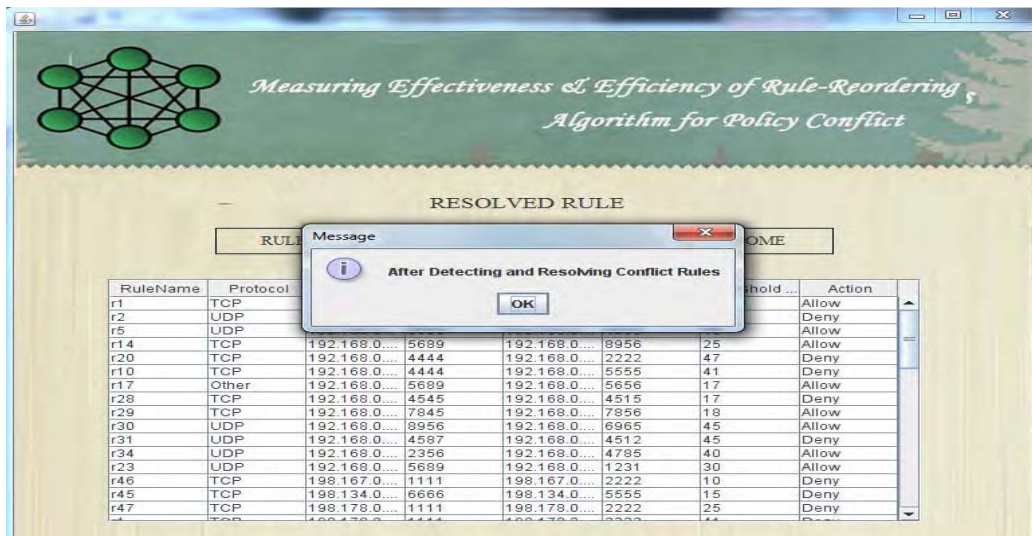 Measuring Effectiveness & Efficiency of Rule-Reordering
Algorithm for Policy Conflict
RESOLVED RULE
Message
After Detecting and Resolving Conflict Rules
OK
RuleName Protocol Action
r1 TCP Allow
r2 UDP Deny
r5 UDP Allow
r14 TCP 192.168.0.... 5689 192.168.0.... 8956 25 Allow
r20 TCP 192.168.0.... 4444 192.168.0.... 2222 47 Deny
r10 TCP 192.168.0.... 4444 192.168.0.... 5555 41 Deny
r17 Other 192.168.0.... 5689 192.168.0.... 5656 17 Allow
r28 TCP 192.168.0.... 4545 192.168.0.... 4515 17 Deny
r29 TCP 192.168.0.... 7845 192.168.0.... 7856 18 Allow
r30 UDP 192.168.0.... 8956 192.168.0.... 6965 45 Allow
r31 UDP 192.168.0.... 4587 192.168.0.... 4512 45 Deny
r34 UDP 192.168.0.... 2356 192.168.0.... 4785 40 Allow
r23 UDP 192.168.0.... 5689 192.168.0.... 1231 30 Allow
r46 TCP 198.167.0.... 1111 198.167.0.... 2222 10 Deny
r45 TCP 198.134.0.... 6666 198.134.0.... 5555 15 Deny
r47 TCP 198.178.0.... 1111 198.178.0.... 2222 25 Deny